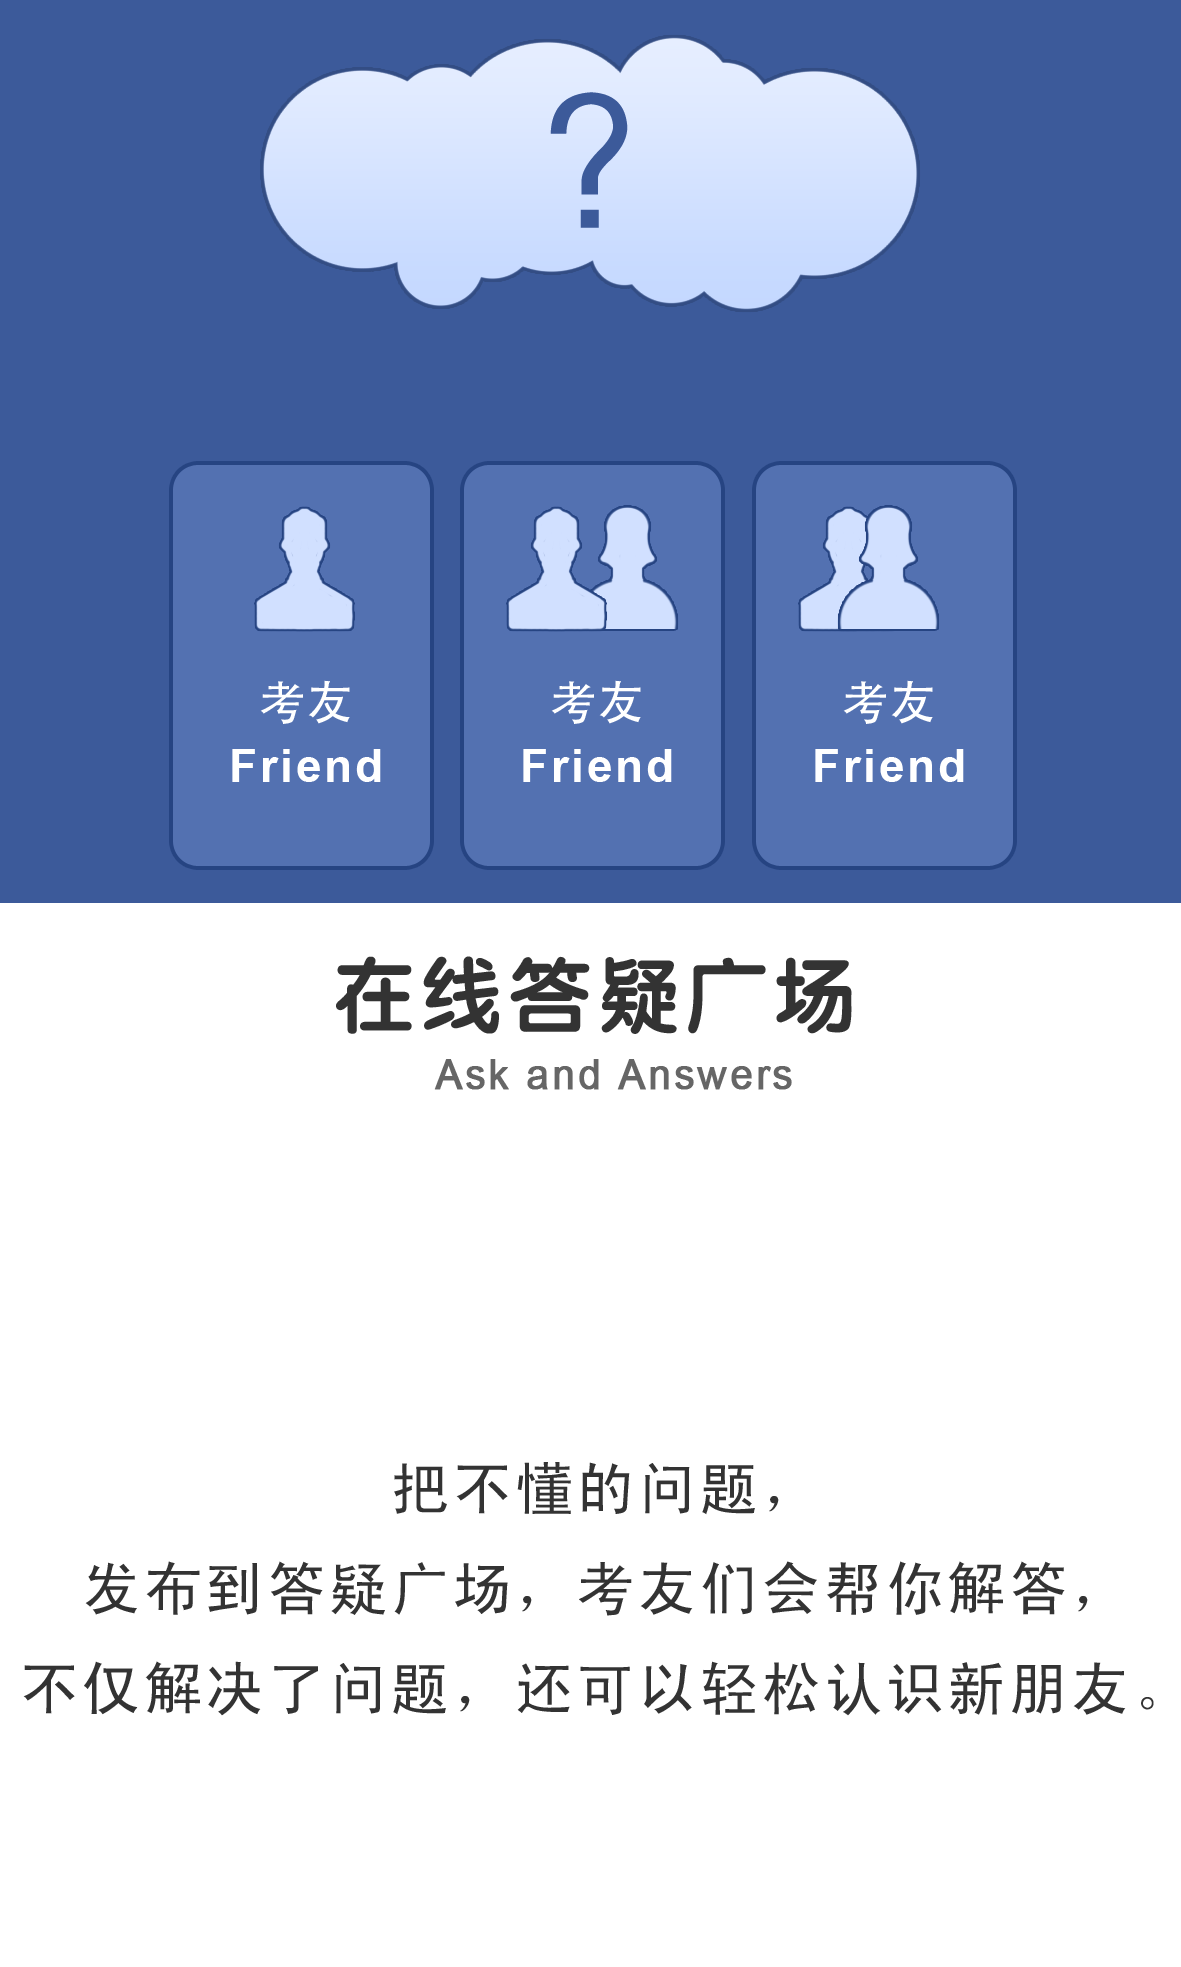 ?
考友
Friend
考友
Friend
考友
Friend
在线答疑广场
Ask and Answers
把不懂的问题，
发布到答疑广场，考友们会帮你解答，
不仅解决了问题，还可以轻松认识新朋友。